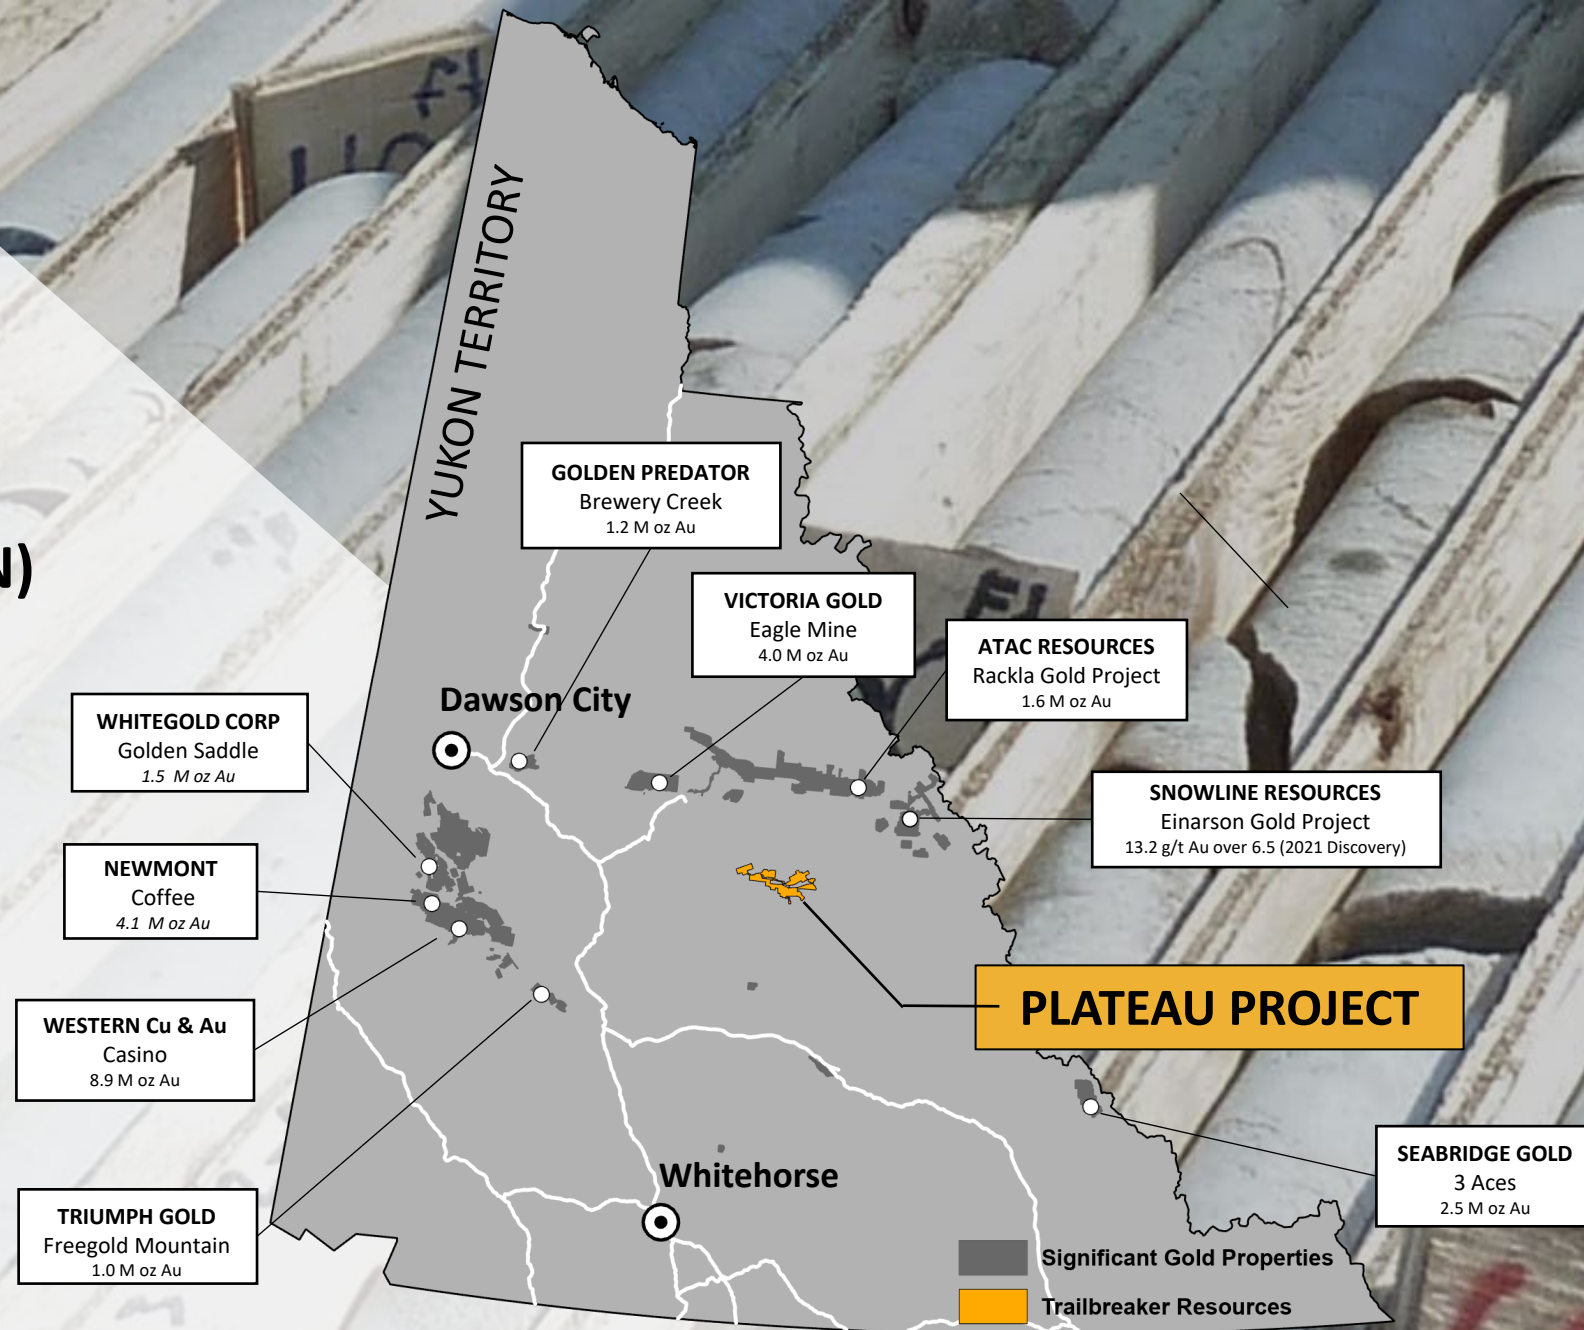 YUKON TERRITORY
GOLDEN PREDATOR
Brewery Creek
1.2 M oz Au
N)
VICTORIA GOLD
Eagle Mine
4.0 M oz Au
ATAC RESOURCES
Rackla Gold Project
1.6 M oz Au
Dawson City
WHITEGOLD CORP
Golden Saddle
1.5 M oz Au
SNOWLINE RESOURCES
Einarson Gold Project
13.2 g/t Au over 6.5 (2021 Discovery)
NEWMONT
Coffee
4.1 M oz Au
PLATEAU PROJECT
WESTERN Cu & Au
Casino
8.9 M oz Au
SEABRIDGE GOLD
3 Aces
2.5 M oz Au
Whitehorse
TRIUMPH GOLD
Freegold Mountain
1.0 M oz Au
Significant Gold Properties
Trailbreaker Resources